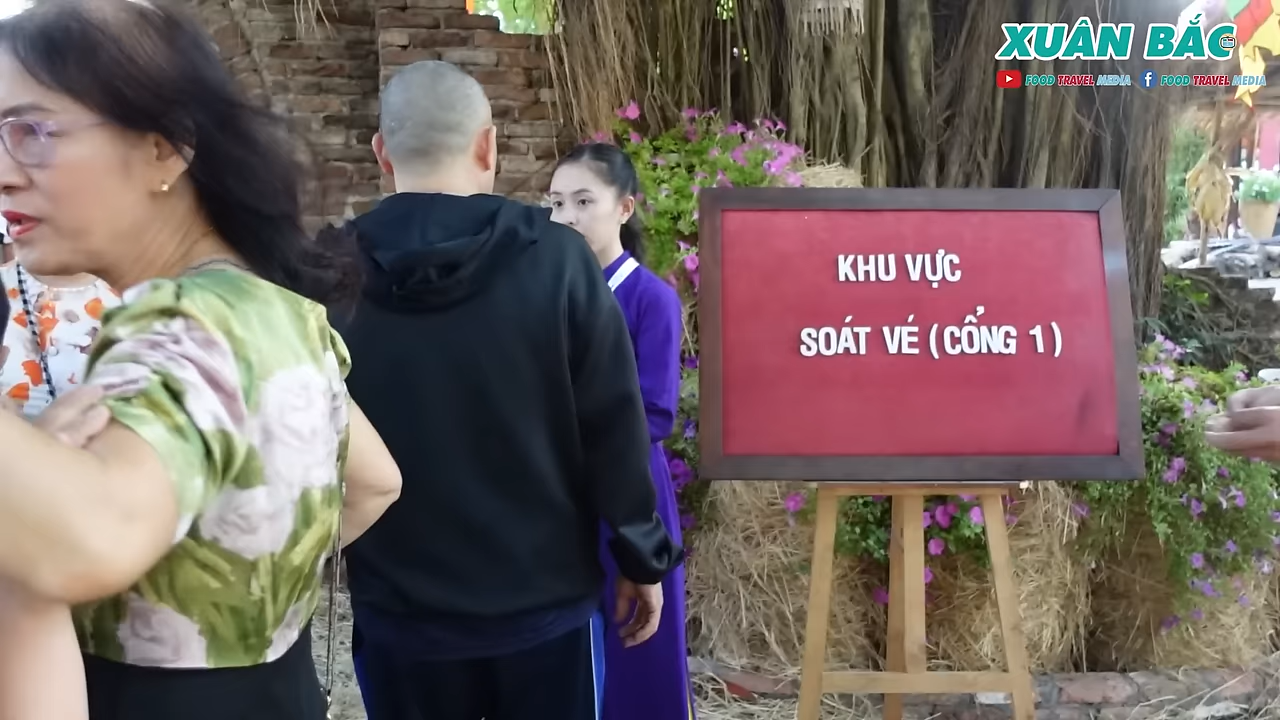 XUÂN BẮC
FOOD TRAVEL MEDIA FOOD TRAVEL MEDIA
KHU VỰC
SOÁT VÉ (CỔNG 1)